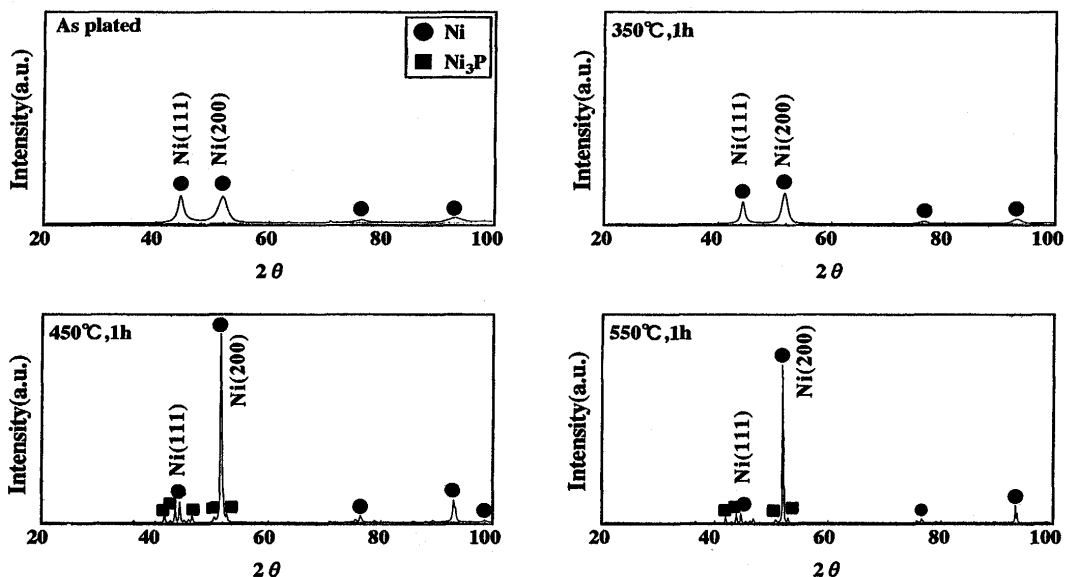 As plated
● Ni
■ Ni₃P
Intensity(a.u.)
Ni(111)
Ni(200)
20 40 60 80 100
2θ
350℃,1h
Intensity(a.u.)
Ni(111)
Ni(200)
20 40 60 80 100
2θ
450℃,1h
Intensity(a.u.)
Ni(111)
Ni(200)
20 40 60 80 100
2θ
550℃,1h
Intensity(a.u.)
Ni(111)
Ni(200)
20 40 60 80 100
2θ